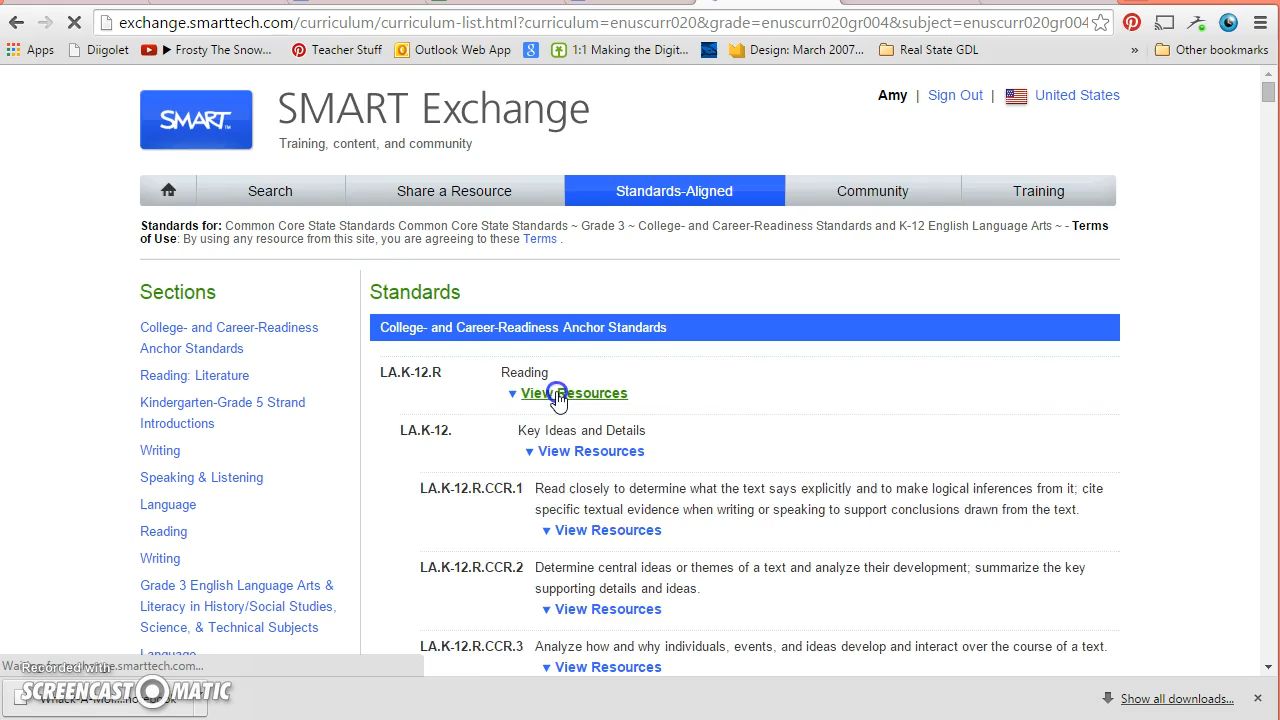 exchange.smarttech.com/curriculum/curriculum-list.html?curriculum=enuscurr020&grade=enuscurr020gr004&subject=enuscurr020gr004
Apps Diigolet ▶ Frosty The Snow... Teacher Stuff Outlook Web App 1:1 Making the Digit... Design: March 2007... Real State GDL » Other bookmarks
SMART SMART Exchange
Training, content, and community
Amy | Sign Out | United States
Search Share a Resource Standards-Aligned Community Training
Standards for: Common Core State Standards Common Core State Standards ~ Grade 3 ~ College- and Career-Readiness Standards and K-12 English Language Arts ~ - Terms
of Use: By using any resource from this site, you are agreeing to these Terms .
Sections
College- and Career-Readiness
Anchor Standards
Reading: Literature
Kindergarten-Grade 5 Strand
Introductions
Writing
Speaking & Listening
Language
Reading
Writing
Grade 3 English Language Arts &
Literacy in History/Social Studies,
Science, & Technical Subjects
Language
Standards
College- and Career-Readiness Anchor Standards
LA.K-12.R Reading
▼ View Resources
LA.K-12. Key Ideas and Details
▼ View Resources
LA.K-12.R.CCR.1 Read closely to determine what the text says explicitly and to make logical inferences from it; cite
specific textual evidence when writing or speaking to support conclusions drawn from the text.
▼ View Resources
LA.K-12.R.CCR.2 Determine central ideas or themes of a text and analyze their development; summarize the key
supporting details and ideas.
▼ View Resources
LA.K-12.R.CCR.3 Analyze how and why individuals, events, and ideas develop and interact over the course of a text.
▼ View Resources
Recorded with
SCREENCAST MATIC
Show all downloads...